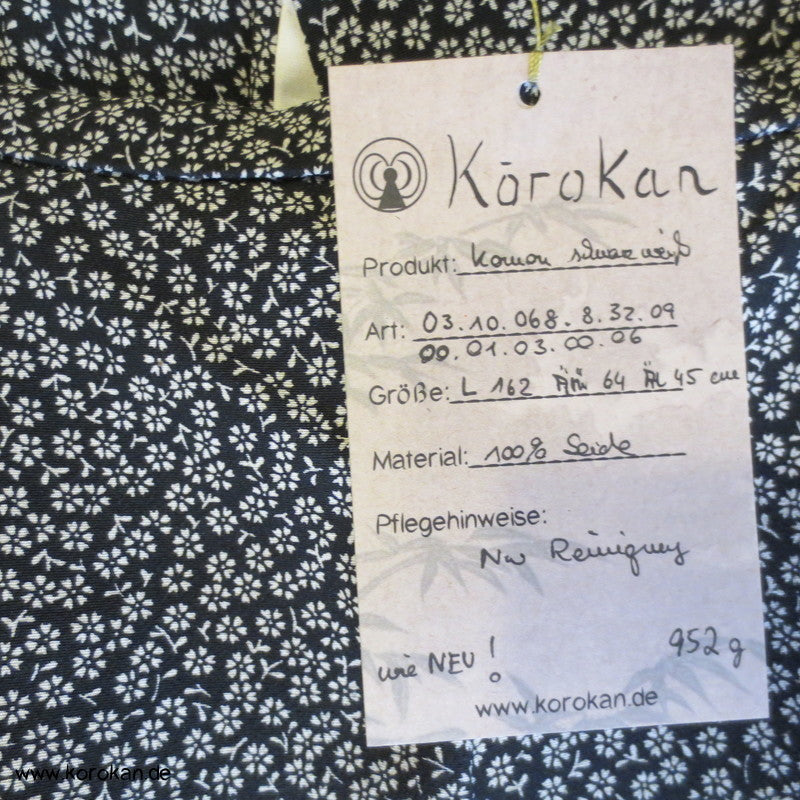 Kōrokan
Produkt: Komon schwarz weiß
Art: 03.10.068.8.32.09
00.01.03.00.06
Größe: L 162 ÄM 64 ÄL 45 cm
Material: 100% Seide
Pflegehinweise:
Nur Reinigung
wie NEU! 952 g
www.korokan.de
www.korokan.de